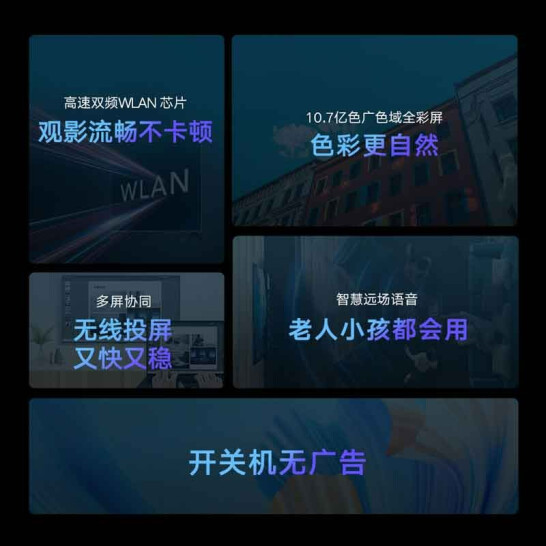 高速双频WLAN 芯片
观影流畅不卡顿
WLAN
10.7亿色广色域全彩屏
色彩更自然
多屏协同
无线投屏
又快又稳
智慧远场语音
老人小孩都会用
开关机无广告